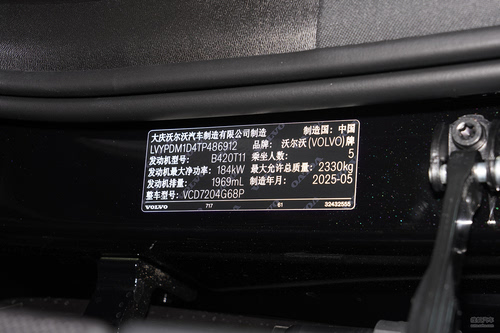 大庆沃尔沃汽车制造有限公司制造 制造国：中国
LVYPDM1D4TP486912 品牌：沃尔沃(VOLVO)牌
发动机型号：B420T11 乘坐人数：5
发动机最大净功率：184kW 最大允许总质量：2330kg
发动机排量：1969mL 制造年月：2025-05
整车型号：VCD7204G68P
VOLVO 717 61 32432555